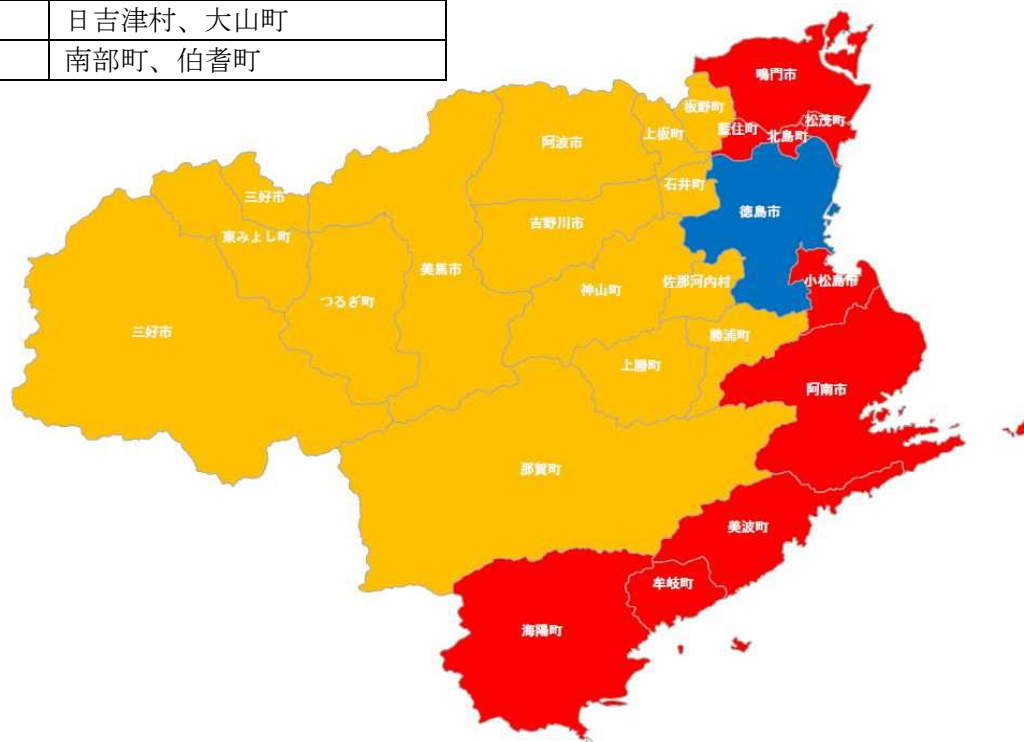 日吉津村、大山町
南部町、伯耆町
鳴門市
板野町
松茂町
藍住町
北島町
上板町
阿波市
石井町
三好市
徳島市
吉野川市
東みよし町
美馬市
佐那河内村
小松島市
神山町
つるぎ町
三好市
勝浦町
上勝町
阿南市
那賀町
美波町
牟岐町
海陽町